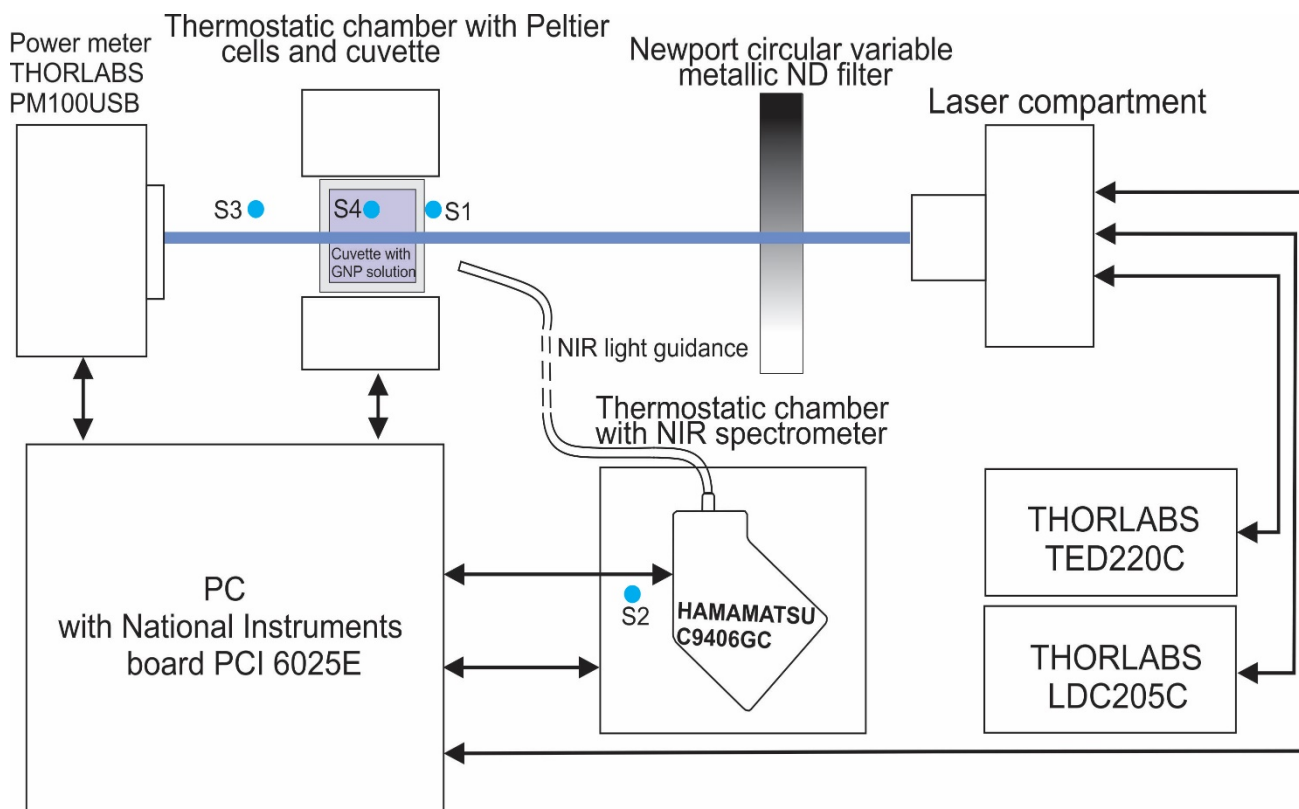 Power meter
THORLABS
PM100USB
Thermostatic chamber with Peltier
cells and cuvette
Newport circular variable
metallic ND filter
Laser compartment
S3
S4
S1
Cuvette with
GNP solution
NIR light guidance
Thermostatic chamber
with NIR spectrometer
PC
with National Instruments
board PCI 6025E
S2
HAMAMATSU
C9406GC
THORLABS
TED220C
THORLABS
LDC205C